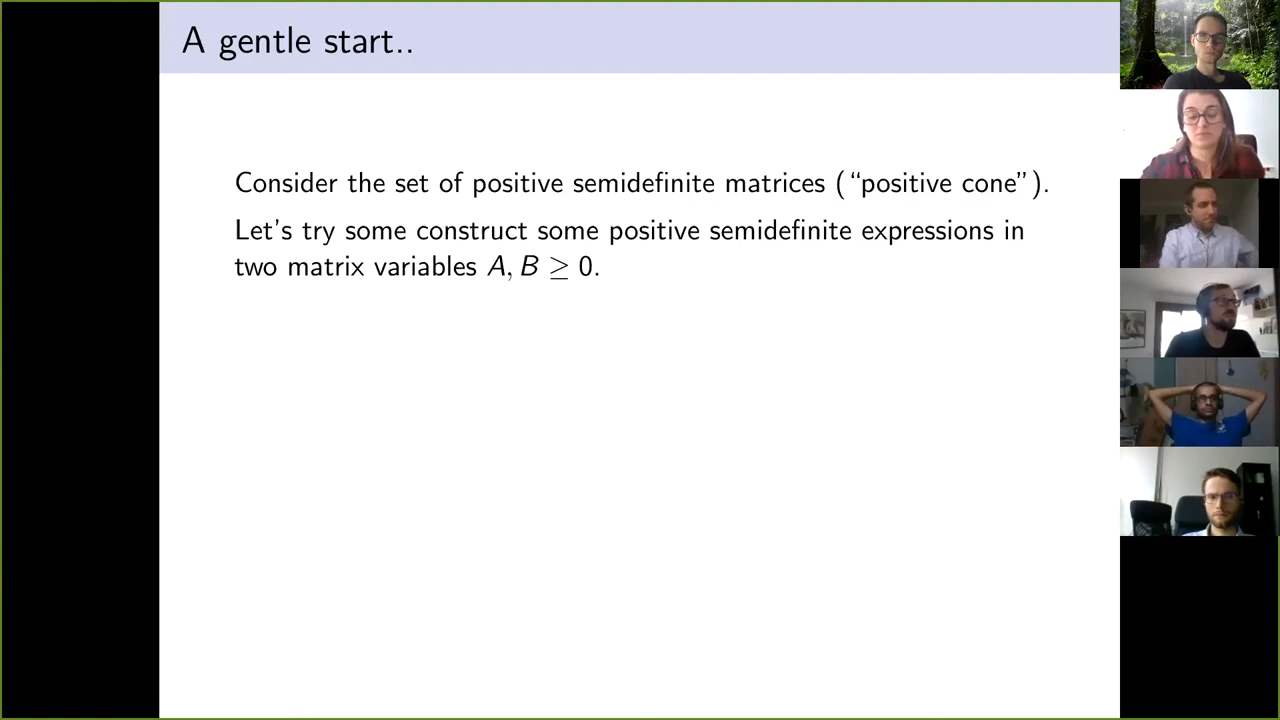 A gentle start..
Consider the set of positive semidefinite matrices (“positive cone”).
Let's try some construct some positive semidefinite expressions in
two matrix variables A, B ≥ 0.